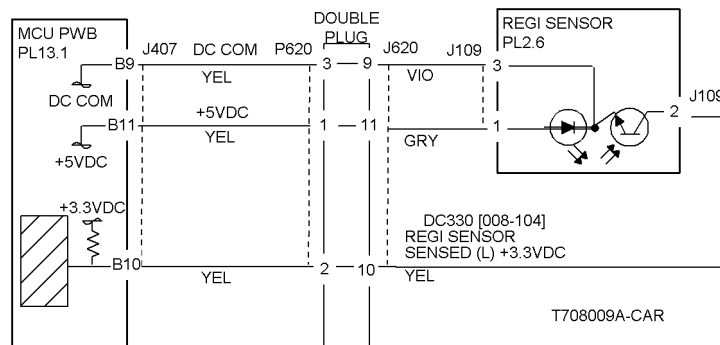 DOUBLE
PLUG
MCU PWB
PL13.1
REGI SENSOR
PL2.6
B9 J407 DC COM P620 3 9 J620 J109 3
YEL VIO
DC COM
J109
2
+5VDC
B11 1 11 1
YEL GRY
+5VDC
+3.3VDC
DC330 [008-104]
REGI SENSOR
SENSED (L) +3.3VDC
B10 2 10
YEL YEL
T708009A-CAR